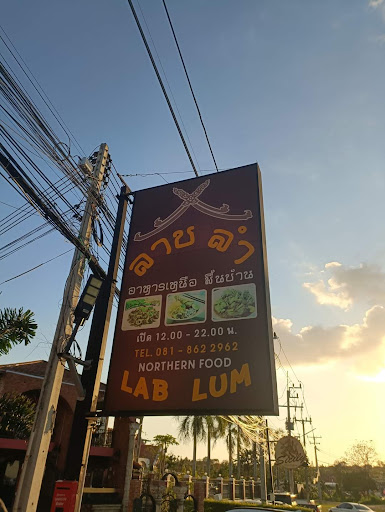 ลาบ ลำ
อาหารเหนือ พื้นบ้าน
เปิด 12.00 - 22.00 น.
TEL. 081 - 862 2962
NORTHERN FOOD
LAB LUM